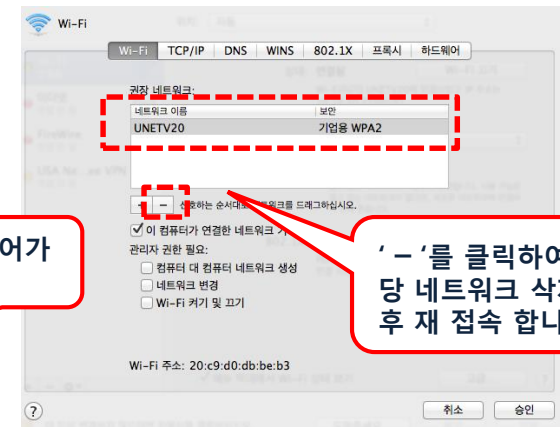 Wi-Fi
Wi-Fi TCP/IP DNS WINS 802.1X 프록시 하드웨어
권장 네트워크:
네트워크 이름 보안
UNETV20 기업용 WPA2
+ − 선호하는 순서대로 네트워크를 드래그하십시오.
이 컴퓨터가 연결한 네트워크 기
관리자 권한 필요:
컴퓨터 대 컴퓨터 네트워크 생성
네트워크 변경
Wi-Fi 켜기 및 끄기
어가
' – '를 클릭하여
당 네트워크 삭
후 재 접속 합니
Wi-Fi 주소: 20:c9:d0:db:be:b3
? 취소 승인